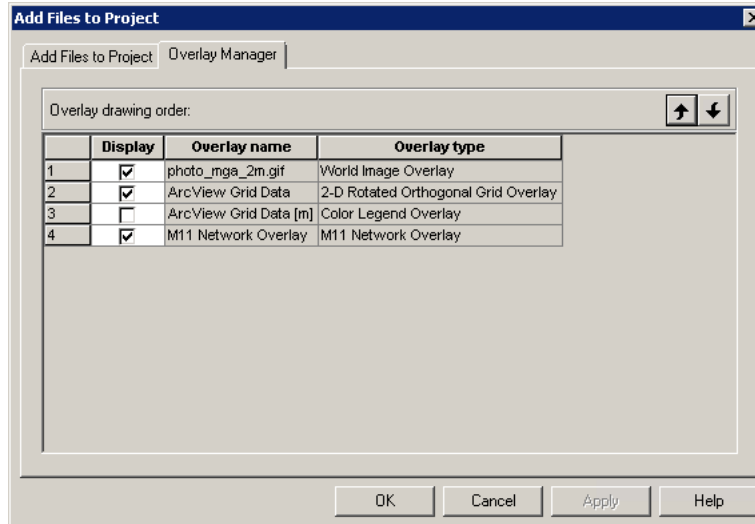 Add Files to Project
Add Files to Project Overlay Manager
Overlay drawing order:
Display Overlay name Overlay type
1 photo_mga_2m.gif World Image Overlay
2 ArcView Grid Data 2-D Rotated Orthogonal Grid Overlay
3 ArcView Grid Data [m] Color Legend Overlay
4 M11 Network Overlay M11 Network Overlay
OK Cancel Apply Help